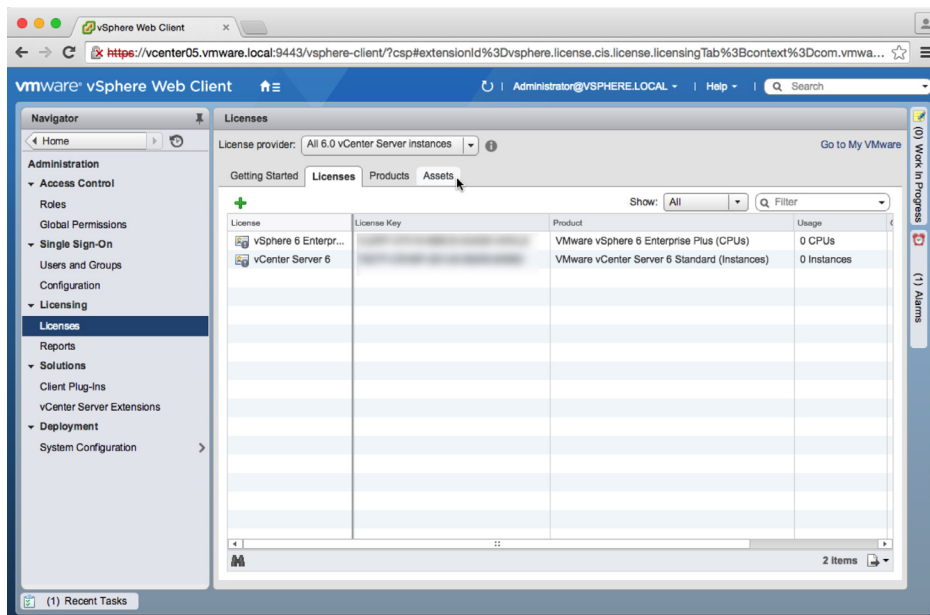 vSphere Web Client
https://vcenter05.vmware.local:9443/vsphere-client/?csp#extensionId%3Dvsphere.license.cis.license.licensingTab%3Bcontext%3Dcom.vmwa...
vmware® vSphere Web Client
Administrator@VSPHERE.LOCAL
Help
Search
Navigator
Home
Administration
Access Control
Roles
Global Permissions
Single Sign-On
Users and Groups
Configuration
Licensing
Licenses
Reports
Solutions
Client Plug-Ins
vCenter Server Extensions
Deployment
System Configuration
Licenses
License provider: All 6.0 vCenter Server instances
Go to My VMware
Getting Started Licenses Products Assets
Show: All Filter
License License Key Product Usage
vSphere 6 Enterpr... VMware vSphere 6 Enterprise Plus (CPUs) 0 CPUs
vCenter Server 6 VMware vCenter Server 6 Standard (Instances) 0 Instances
2 items
(0) Work In Progress
(1) Alarms
(1) Recent Tasks